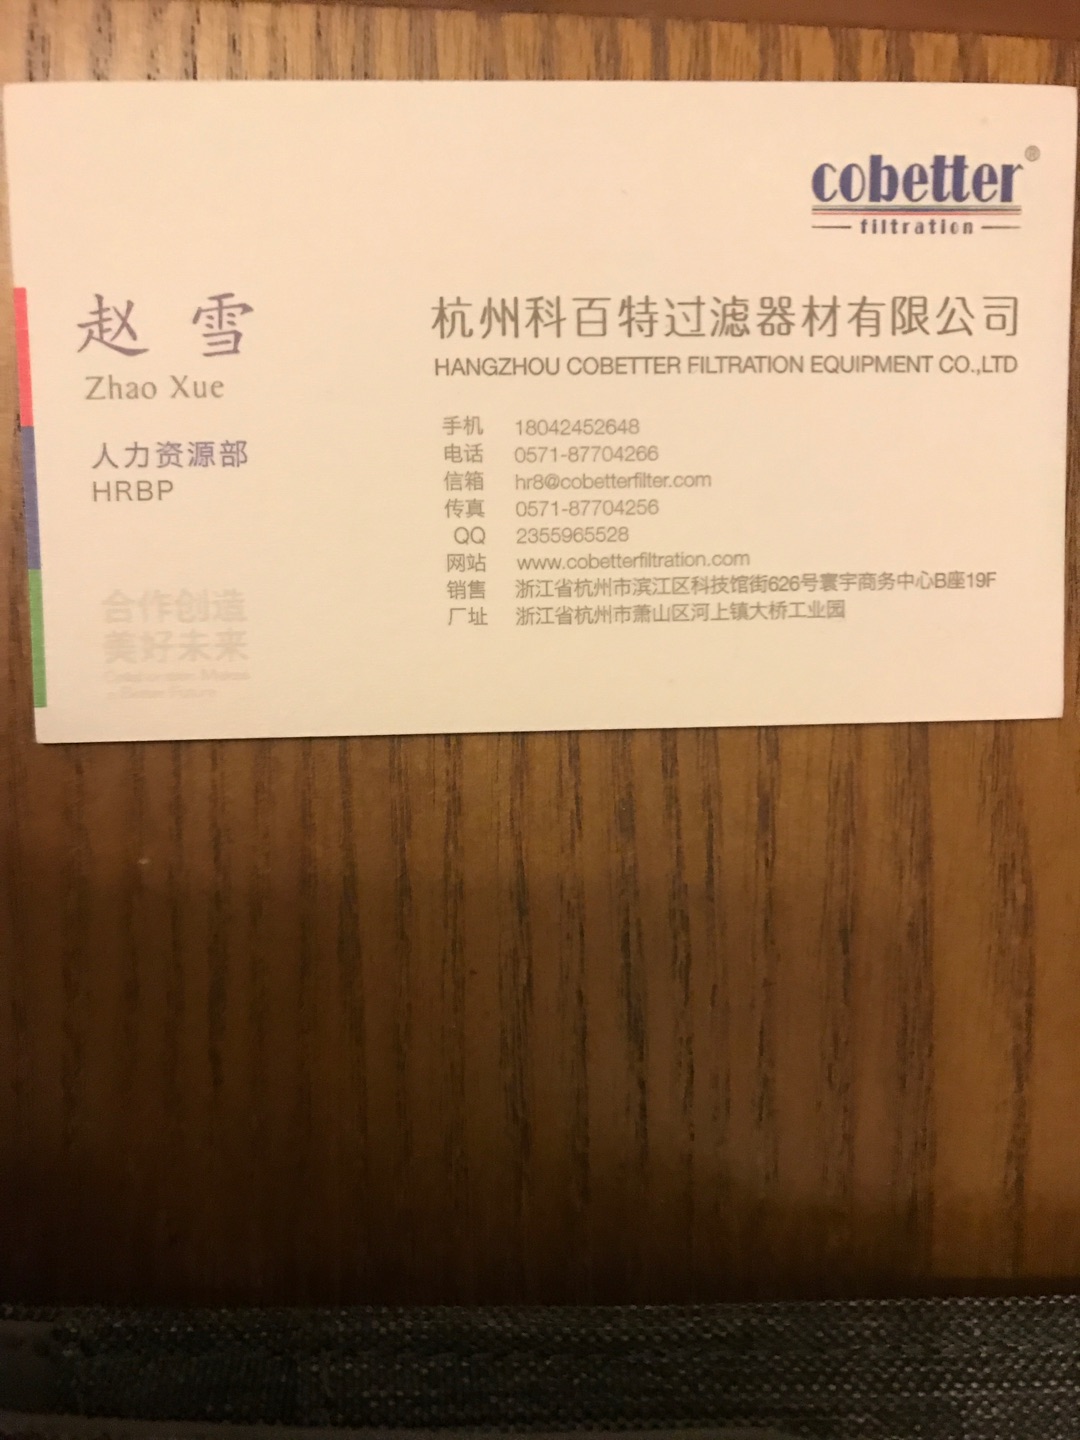 cobetter®
filtration
赵 雪
Zhao Xue
人力资源部
HRBP
合作创造
美好未来
Collaboration Makes
a Better Future
杭州科百特过滤器材有限公司
HANGZHOU COBETTER FILTRATION EQUIPMENT CO.,LTD
手机 18042452648
电话 0571-87704266
信箱 hr8@cobetterfilter.com
传真 0571-87704256
QQ 2355965528
网站 www.cobetterfiltration.com
销售 浙江省杭州市滨江区科技馆街626号寰宇商务中心B座19F
厂址 浙江省杭州市萧山区河上镇大桥工业园